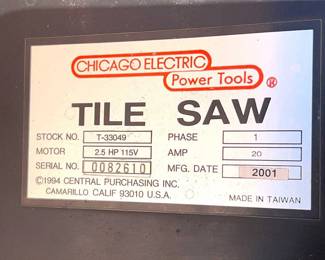 CHICAGO ELECTRIC
Power Tools ®
TILE SAW
STOCK NO. T-33049 PHASE 1
MOTOR 2.5 HP 115V AMP 20
SERIAL NO. 0082610 MFG. DATE 2001
©1994 CENTRAL PURCHASING INC.
CAMARILLO CALIF 93010 U.S.A. MADE IN TAIWAN